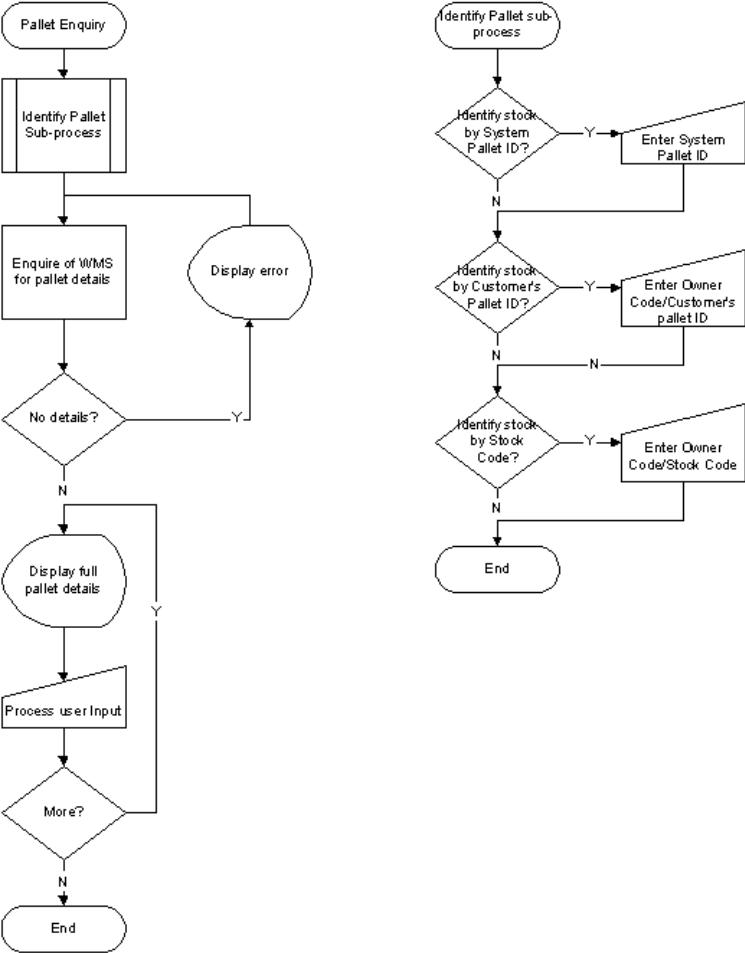 Pallet Enquiry
Identify Pallet
Sub-process
Enquire of WMS
for pallet details
Display error
No details?
Y
N
Display full
pallet details
Y
Process user Input
More?
N
End
Identify Pallet sub-
process
Identify stock
by System
Pallet ID?
Y
Enter System
Pallet ID
N
Identify stock
by Customer's
Pallet ID?
Y
Enter Owner
Code/Customer's
pallet ID
N
N
Identify stock
by Stock
Code?
Y
Enter Owner
Code/Stock Code
N
End